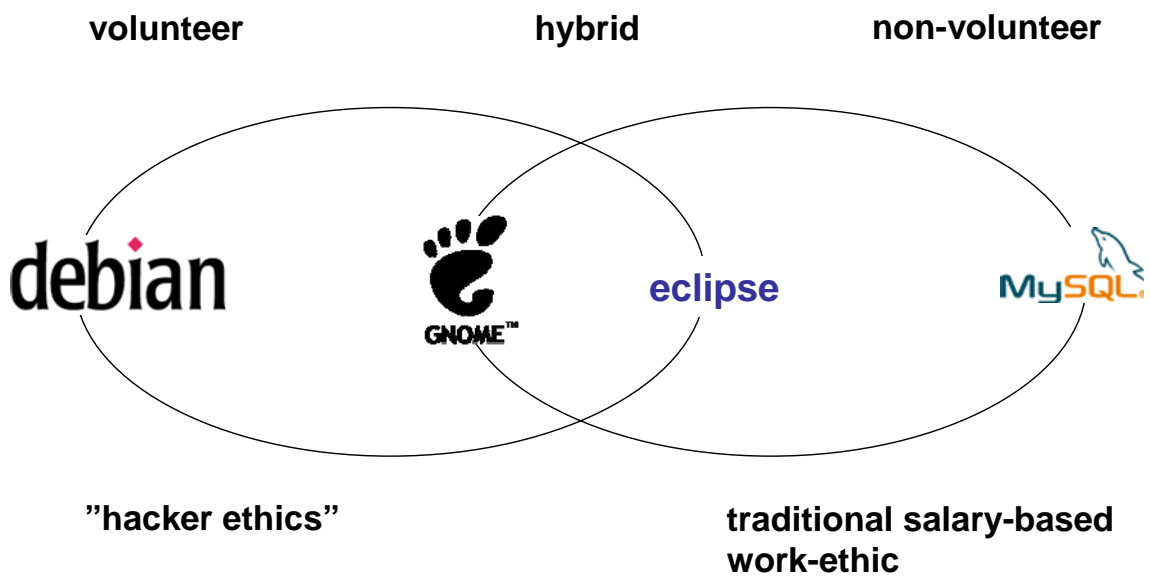 volunteer hybrid non-volunteer
debian
GNOME™
eclipse
MySQL
”hacker ethics”
traditional salary-based
work-ethic